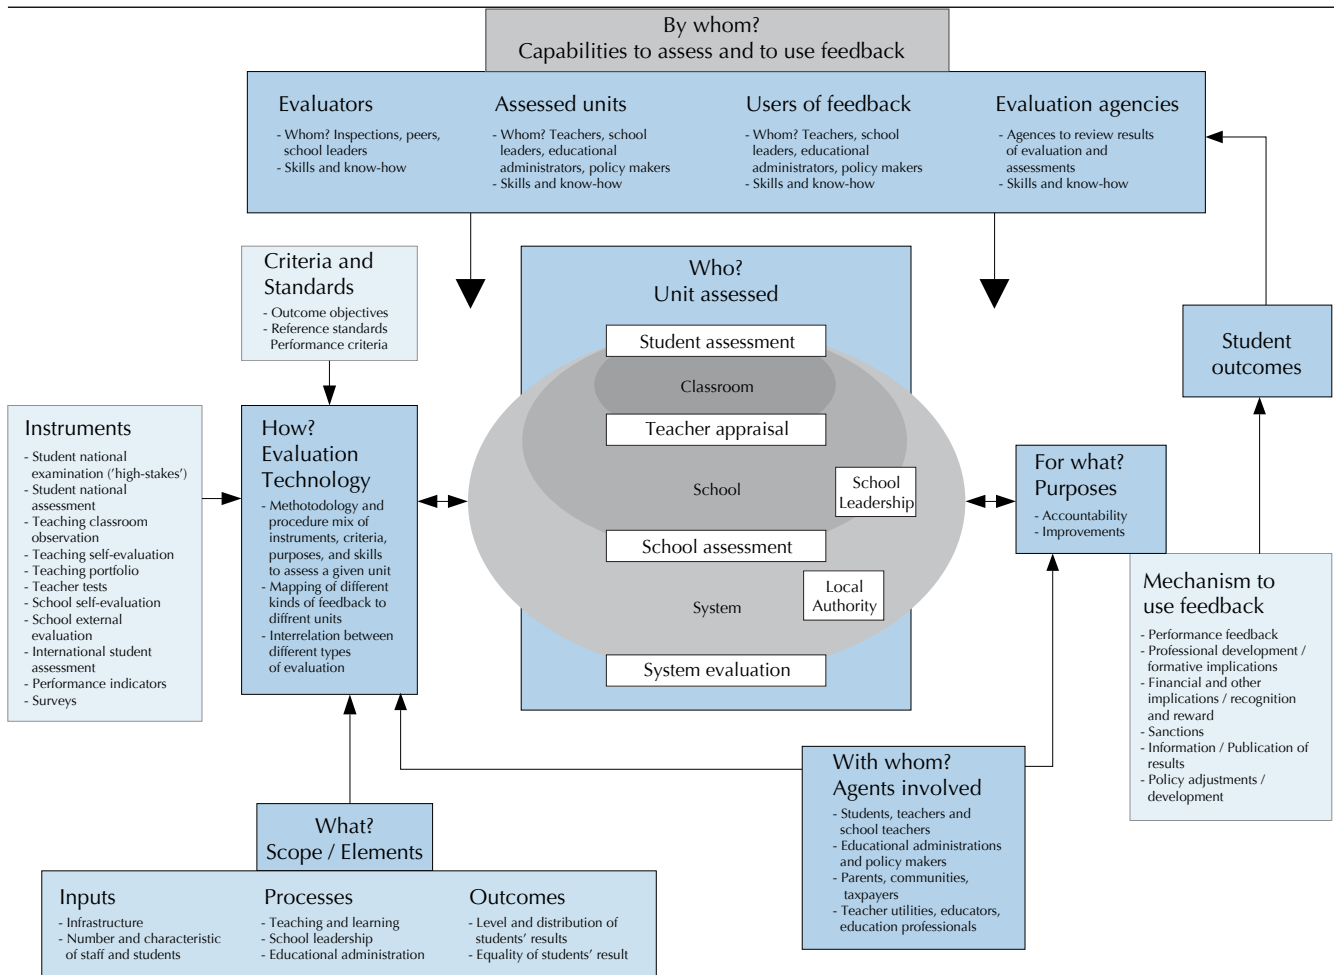 By whom?
Capabilities to assess and to use feedback
Evaluators
- Whom? Inspections, peers,
school leaders
- Skills and know-how
Assessed units
- Whom? Teachers, school
leaders, educational
administrators, policy makers
- Skills and know-how
Users of feedback
- Whom? Teachers, school
leaders, educational
administrators, policy makers
- Skills and know-how
Evaluation agencies
- Agencies to review results
of evaluation and
assessments
- Skills and know-how
Criteria and
Standards
- Outcome objectives
- Reference standards
Performance criteria
Who?
Unit assessed
Student assessment
Classroom
Teacher appraisal
School
School
Leadership
School assessment
System
Local
Authority
System evaluation
Student
outcomes
Instruments
- Student national
examination ('high-stakes')
- Student national
assessment
- Teaching classroom
observation
- Teaching self-evaluation
- Teaching portfolio
- Teacher tests
- School self-evaluation
- School external
evaluation
- International student
assessment
- Performance indicators
- Surveys
How?
Evaluation
Technology
- Methotodology and
procedure mix of
instruments, criteria,
purposes, and skills
to assess a given unit
- Mapping of different
kinds of feedback to
diffrent units
- Interrelation between
different types
of evaluation
For what?
Purposes
- Accountability
- Improvements
Mechanism to
use feedback
- Performance feedback
- Professional development /
formative implications
- Financial and other
implications / recognition
and reward
- Sanctions
- Information / Publication of
results
- Policy adjustments /
development
With whom?
Agents involved
- Students, teachers and
school teachers
- Educational administrations
and policy makers
- Parents, communities,
taxpayers
- Teacher utilities, educators,
education professionals
What?
Scope / Elements
Inputs
- Infrastructure
- Number and characteristic
of staff and students
Processes
- Teaching and learning
- School leadership
- Educational administration
Outcomes
- Level and distribution of
students' results
- Equality of students' result